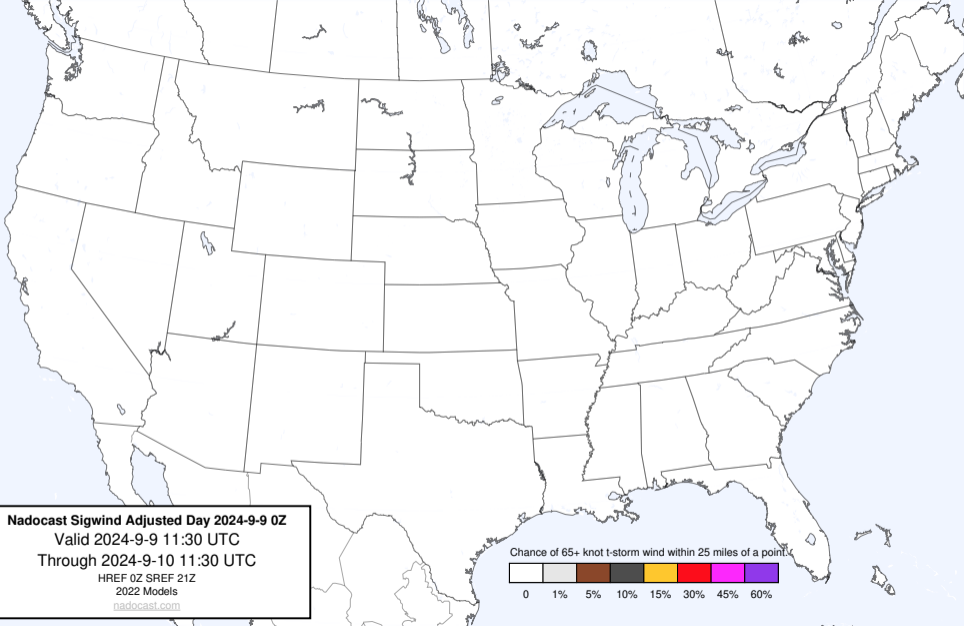 Nadocast Sigwind Adjusted Day 2024-9-9 0Z
Valid 2024-9-9 11:30 UTC
Through 2024-9-10 11:30 UTC
HREF 0Z SREF 21Z
2022 Models
nadocast.com
Chance of 65+ knot t-storm wind within 25 miles of a point.
0 1% 5% 10% 15% 30% 45% 60%